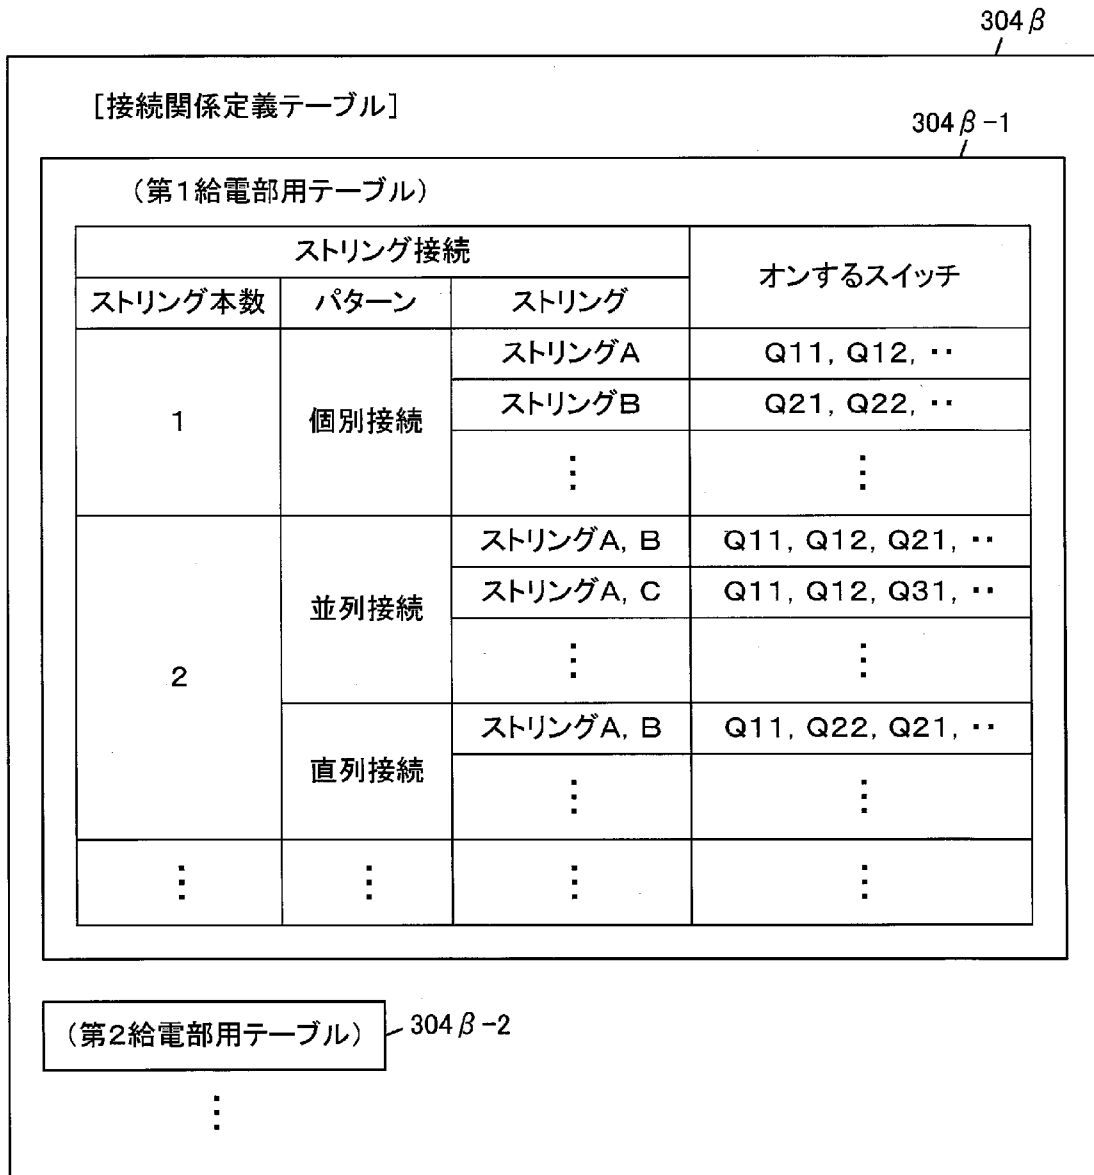 304β
[接続関係定義テーブル]
304β-1
(第1給電部用テーブル)
ストリング接続 オンするスイッチ
ストリング本数 パターン ストリング
1 個別接続 ストリングA Q11, Q12, ‥
ストリングB Q21, Q22, ‥
⋮ ⋮
2 並列接続 ストリングA, B Q11, Q12, Q21, ‥
ストリングA, C Q11, Q12, Q31, ‥
⋮ ⋮
直列接続 ストリングA, B Q11, Q22, Q21, ‥
⋮ ⋮
⋮ ⋮ ⋮ ⋮
(第2給電部用テーブル) 304β-2
⋮